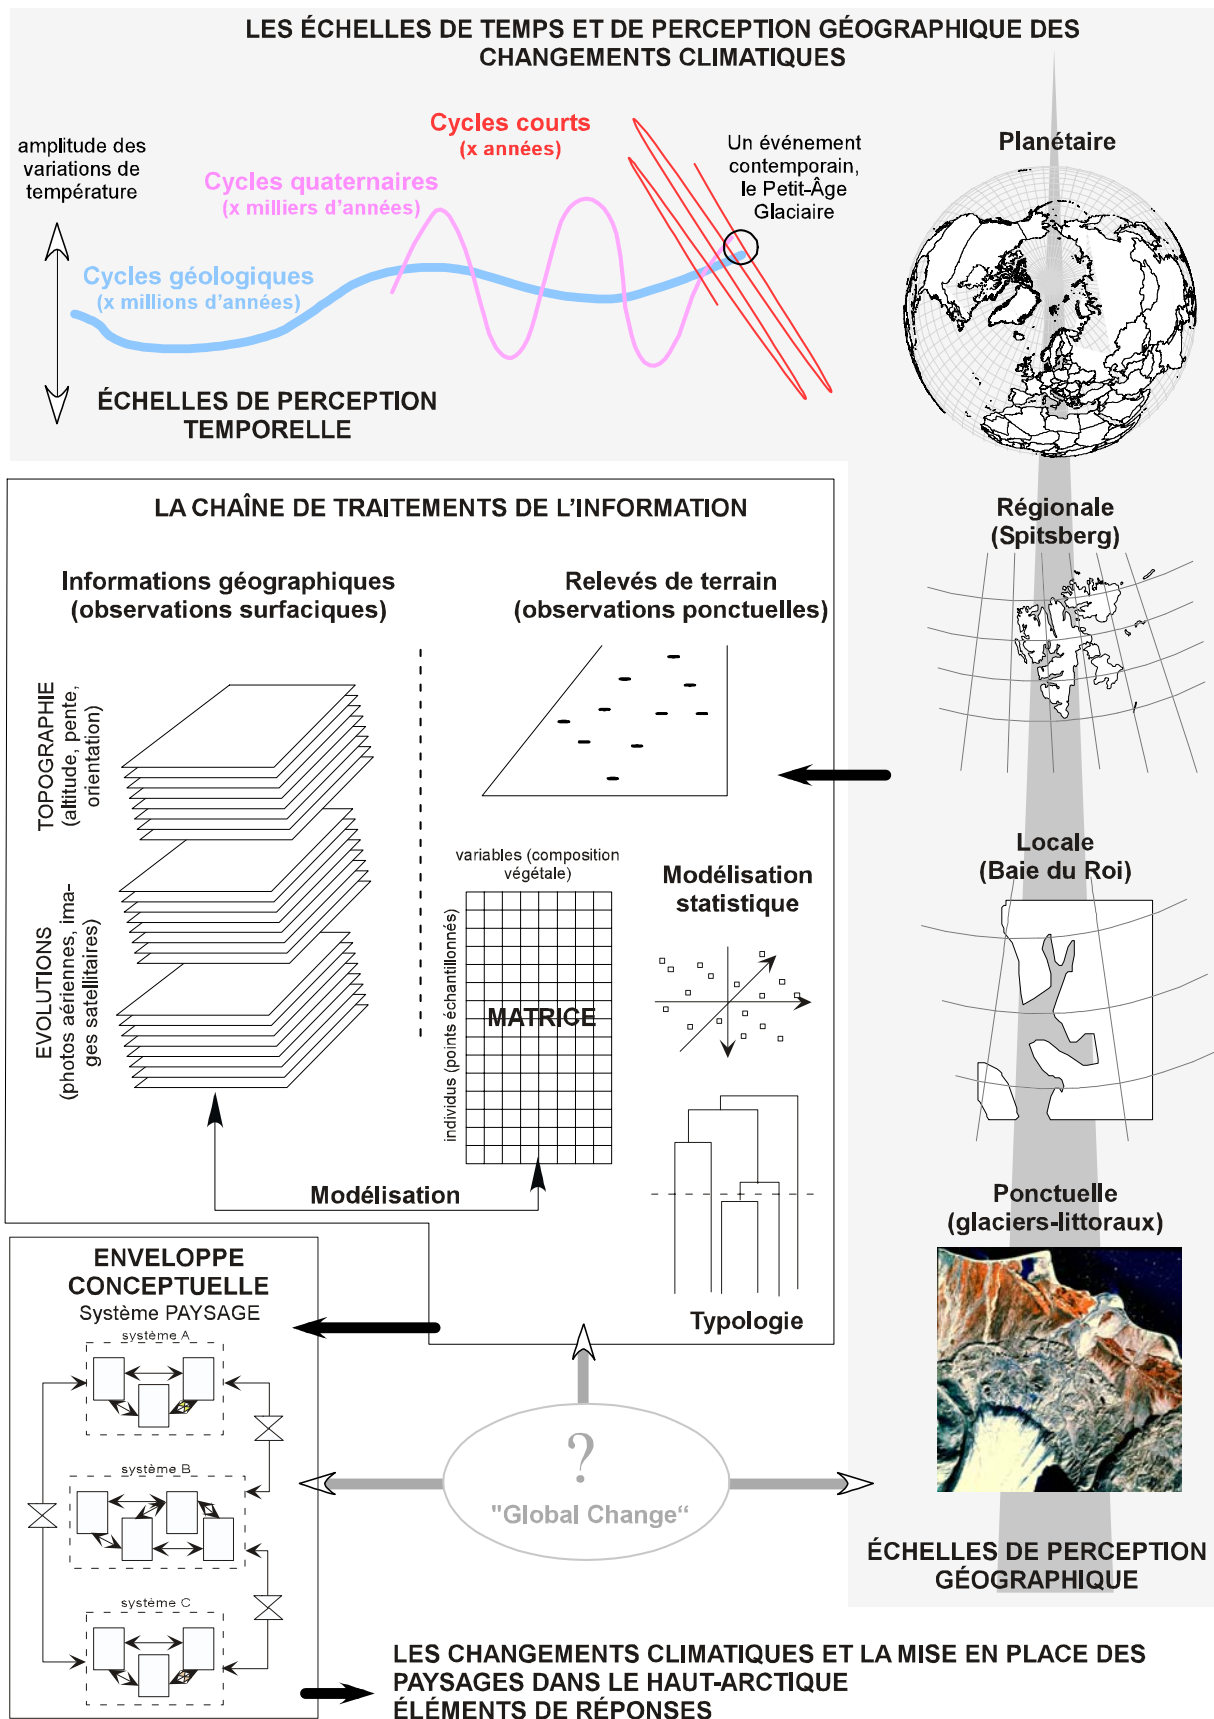 LES ÉCHELLES DE TEMPS ET DE PERCEPTION GÉOGRAPHIQUE DES
CHANGEMENTS CLIMATIQUES
amplitude des
variations de
température
Cycles courts
(x années)
Cycles quaternaires
(x milliers d’années)
Cycles géologiques
(x millions d’années)
Un événement
contemporain,
le Petit-Âge
Glaciaire
ÉCHELLES DE PERCEPTION
TEMPORELLE
Planétaire
Régionale
(Spitsberg)
Locale
(Baie du Roi)
Ponctuelle
(glaciers-littoraux)
ÉCHELLES DE PERCEPTION
GÉOGRAPHIQUE
LA CHAÎNE DE TRAITEMENTS DE L’INFORMATION
Informations géographiques
(observations surfaciques)
Relevés de terrain
(observations ponctuelles)
TOPOGRAPHIE
(altitude, pente,
orientation)
EVOLUTIONS
(photos aériennes, ima-
ges satellitaires)
variables (composition
végétale)
individus (points échantillonnés)
MATRICE
Modélisation
statistique
Modélisation
Typologie
ENVELOPPE
CONCEPTUELLE
Système PAYSAGE
système A
système B
système C
?
"Global Change“
LES CHANGEMENTS CLIMATIQUES ET LA MISE EN PLACE DES
PAYSAGES DANS LE HAUT-ARCTIQUE
ÉLÉMENTS DE RÉPONSES